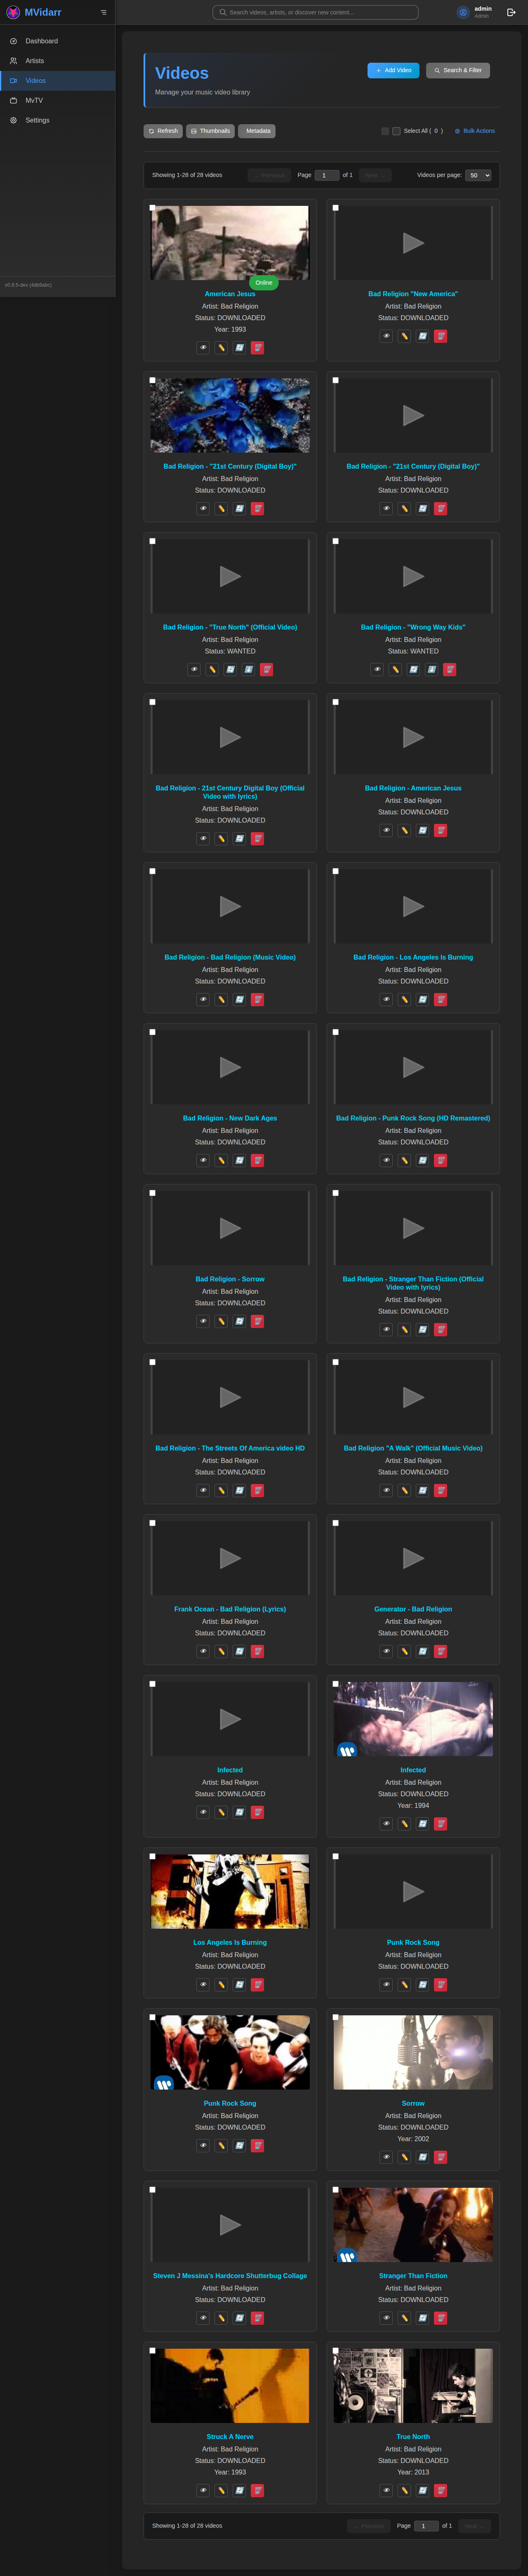 MVidarr
Search videos, artists, or discover new content...
admin
Admin
Dashboard
Artists
Videos
MvTV
Settings
Videos
Manage your music video library
Add Video
Search & Filter
Refresh
Thumbnails
Metadata
Select All ( 0 )
Bulk Actions
Showing 1-28 of 28 videos
← Previous
Page 1 of 1
Next →
Videos per page: 50
Online
American Jesus
Artist: Bad Religion
Status: DOWNLOADED
Year: 1993
Bad Religion "New America"
Artist: Bad Religion
Status: DOWNLOADED
Bad Religion - "21st Century (Digital Boy)"
Artist: Bad Religion
Status: DOWNLOADED
Bad Religion - "21st Century (Digital Boy)"
Artist: Bad Religion
Status: DOWNLOADED
Bad Religion - "True North" (Official Video)
Artist: Bad Religion
Status: WANTED
Bad Religion - "Wrong Way Kids"
Artist: Bad Religion
Status: WANTED
Bad Religion - 21st Century Digital Boy (Official
Video with lyrics)
Artist: Bad Religion
Status: DOWNLOADED
Bad Religion - American Jesus
Artist: Bad Religion
Status: DOWNLOADED
Bad Religion - Bad Religion (Music Video)
Artist: Bad Religion
Status: DOWNLOADED
Bad Religion - Los Angeles Is Burning
Artist: Bad Religion
Status: DOWNLOADED
Bad Religion - New Dark Ages
Artist: Bad Religion
Status: DOWNLOADED
Bad Religion - Punk Rock Song (HD Remastered)
Artist: Bad Religion
Status: DOWNLOADED
Bad Religion - Sorrow
Artist: Bad Religion
Status: DOWNLOADED
Bad Religion - Stranger Than Fiction (Official
Video with lyrics)
Artist: Bad Religion
Status: DOWNLOADED
Bad Religion - The Streets Of America video HD
Artist: Bad Religion
Status: DOWNLOADED
Bad Religion "A Walk" (Official Music Video)
Artist: Bad Religion
Status: DOWNLOADED
Frank Ocean - Bad Religion (Lyrics)
Artist: Bad Religion
Status: DOWNLOADED
Generator - Bad Religion
Artist: Bad Religion
Status: DOWNLOADED
Infected
Artist: Bad Religion
Status: DOWNLOADED
Infected
Artist: Bad Religion
Status: DOWNLOADED
Year: 1994
Los Angeles Is Burning
Artist: Bad Religion
Status: DOWNLOADED
Punk Rock Song
Artist: Bad Religion
Status: DOWNLOADED
Punk Rock Song
Artist: Bad Religion
Status: DOWNLOADED
Sorrow
Artist: Bad Religion
Status: DOWNLOADED
Year: 2002
Steven J Messina's Hardcore Shutterbug Collage
Artist: Bad Religion
Status: DOWNLOADED
Stranger Than Fiction
Artist: Bad Religion
Status: DOWNLOADED
Struck A Nerve
Artist: Bad Religion
Status: DOWNLOADED
Year: 1993
True North
Artist: Bad Religion
Status: DOWNLOADED
Year: 2013
Showing 1-28 of 28 videos
← Previous
Page 1 of 1
Next →